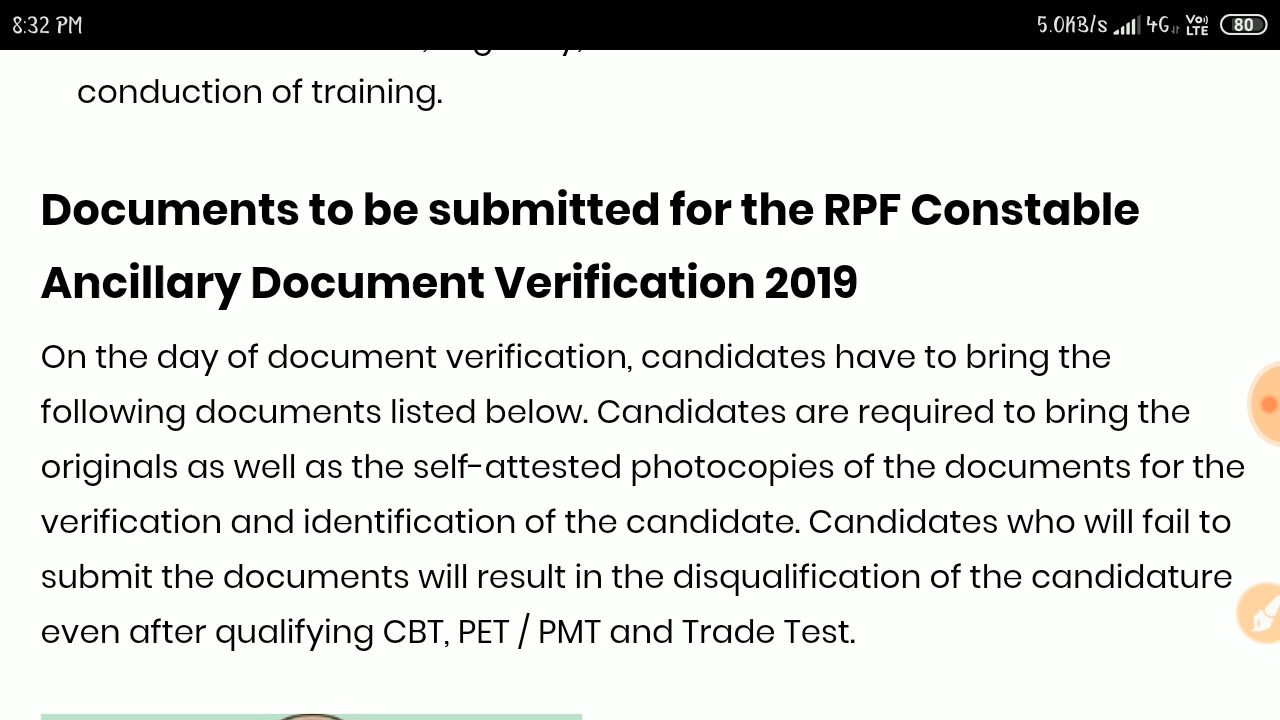 8:32 PM
5.0KB/s 4G Vo) LTE 80
conduction of training.
Documents to be submitted for the RPF Constable
Ancillary Document Verification 2019
On the day of document verification, candidates have to bring the
following documents listed below. Candidates are required to bring the
originals as well as the self-attested photocopies of the documents for the
verification and identification of the candidate. Candidates who will fail to
submit the documents will result in the disqualification of the candidature
even after qualifying CBT, PET / PMT and Trade Test.